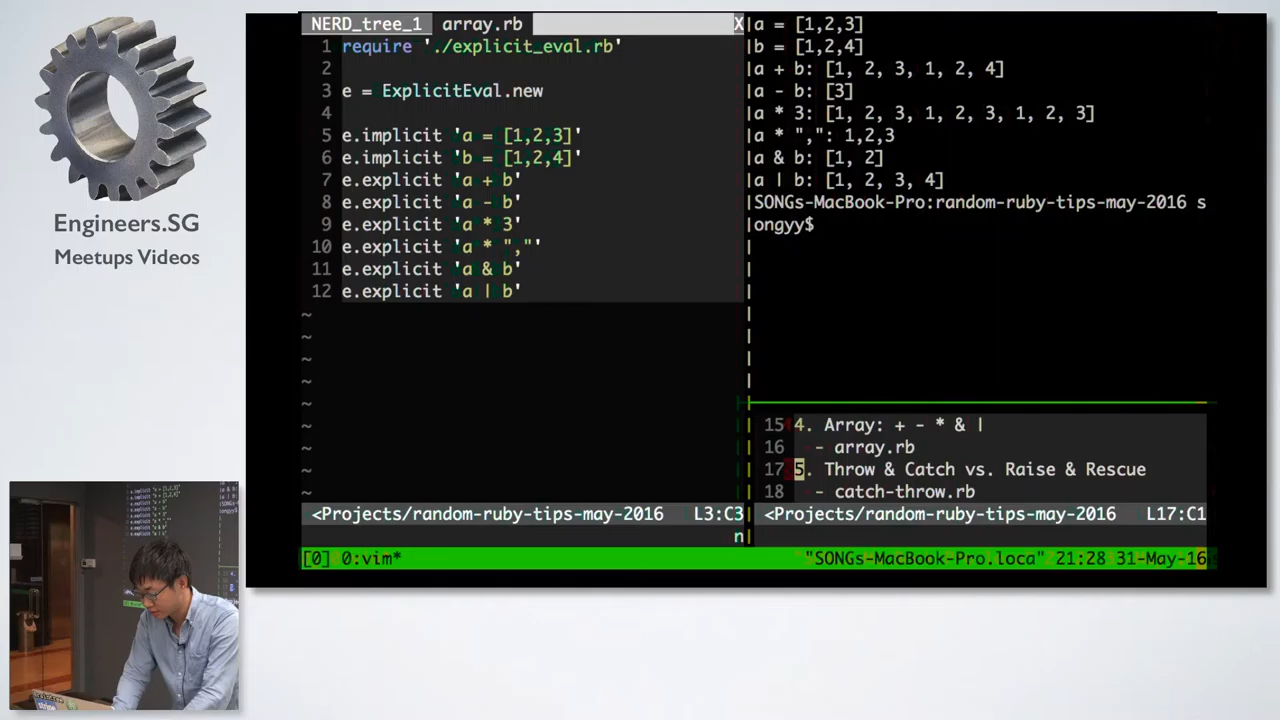 Engineers.SG
Meetups Videos
NERD_tree_1 array.rb X
1 require './explicit_eval.rb'
2
3 e = ExplicitEval.new
4
5 e.implicit 'a = [1,2,3]'
6 e.implicit 'b = [1,2,4]'
7 e.explicit 'a + b'
8 e.explicit 'a - b'
9 e.explicit 'a * 3'
10 e.explicit 'a * ","'
11 e.explicit 'a & b'
12 e.explicit 'a | b'
~
~
~
~
~
~
~
~
~
<Projects/random-ruby-tips-may-2016 L3:C3
n
a = [1,2,3]
b = [1,2,4]
a + b: [1, 2, 3, 1, 2, 4]
a - b: [3]
a * 3: [1, 2, 3, 1, 2, 3, 1, 2, 3]
a * ",": 1,2,3
a & b: [1, 2]
a | b: [1, 2, 3, 4]
SONGs-MacBook-Pro:random-ruby-tips-may-2016 s
ongyy$
15 4. Array: + - * & |
16 - array.rb
17 5. Throw & Catch vs. Raise & Rescue
18 - catch-throw.rb
<Projects/random-ruby-tips-may-2016 L17:C1
[0] 0:vim* "SONGs-MacBook-Pro.loca" 21:28 31-May-16